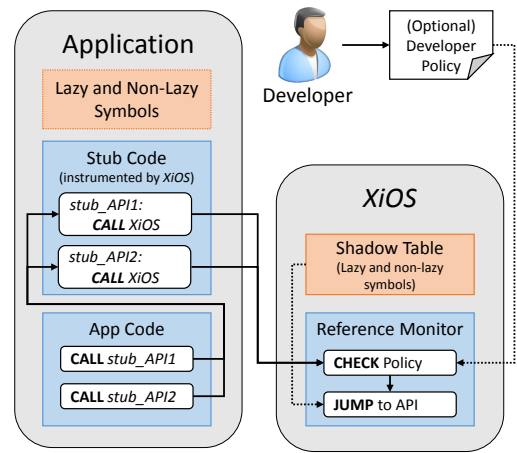 Application
Lazy and Non-Lazy
Symbols
Stub Code
(instrumented by XiOS)
stub_API1:
CALL XiOS
stub_API2:
CALL XiOS
App Code
CALL stub_API1
CALL stub_API2
Developer
(Optional)
Developer
Policy
XiOS
Shadow Table
(Lazy and non-lazy
symbols)
Reference Monitor
CHECK Policy
JUMP to API